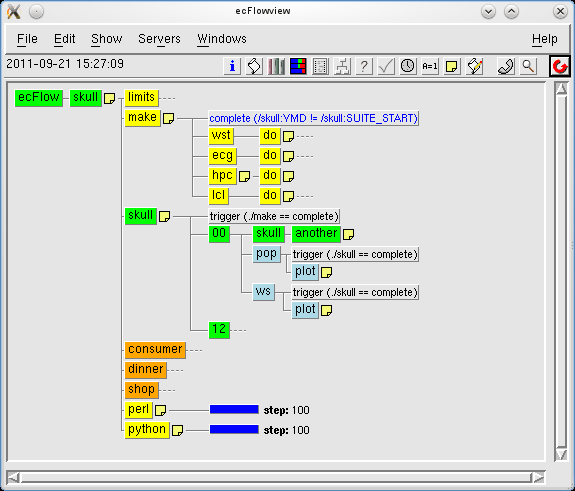 ecFlowview
File Edit Show Servers Windows Help
2011-09-21 15:27:09 i ? A=1
ecFlow skull limits
make complete (/skull:YMD != /skull:SUITE_START)
wst do
ecg do
hpc do
lcl do
skull trigger (./make == complete)
00 skull another
pop trigger (./skull == complete)
plot
ws trigger (./skull == complete)
plot
12
consumer
dinner
shop
perl step: 100
python step: 100